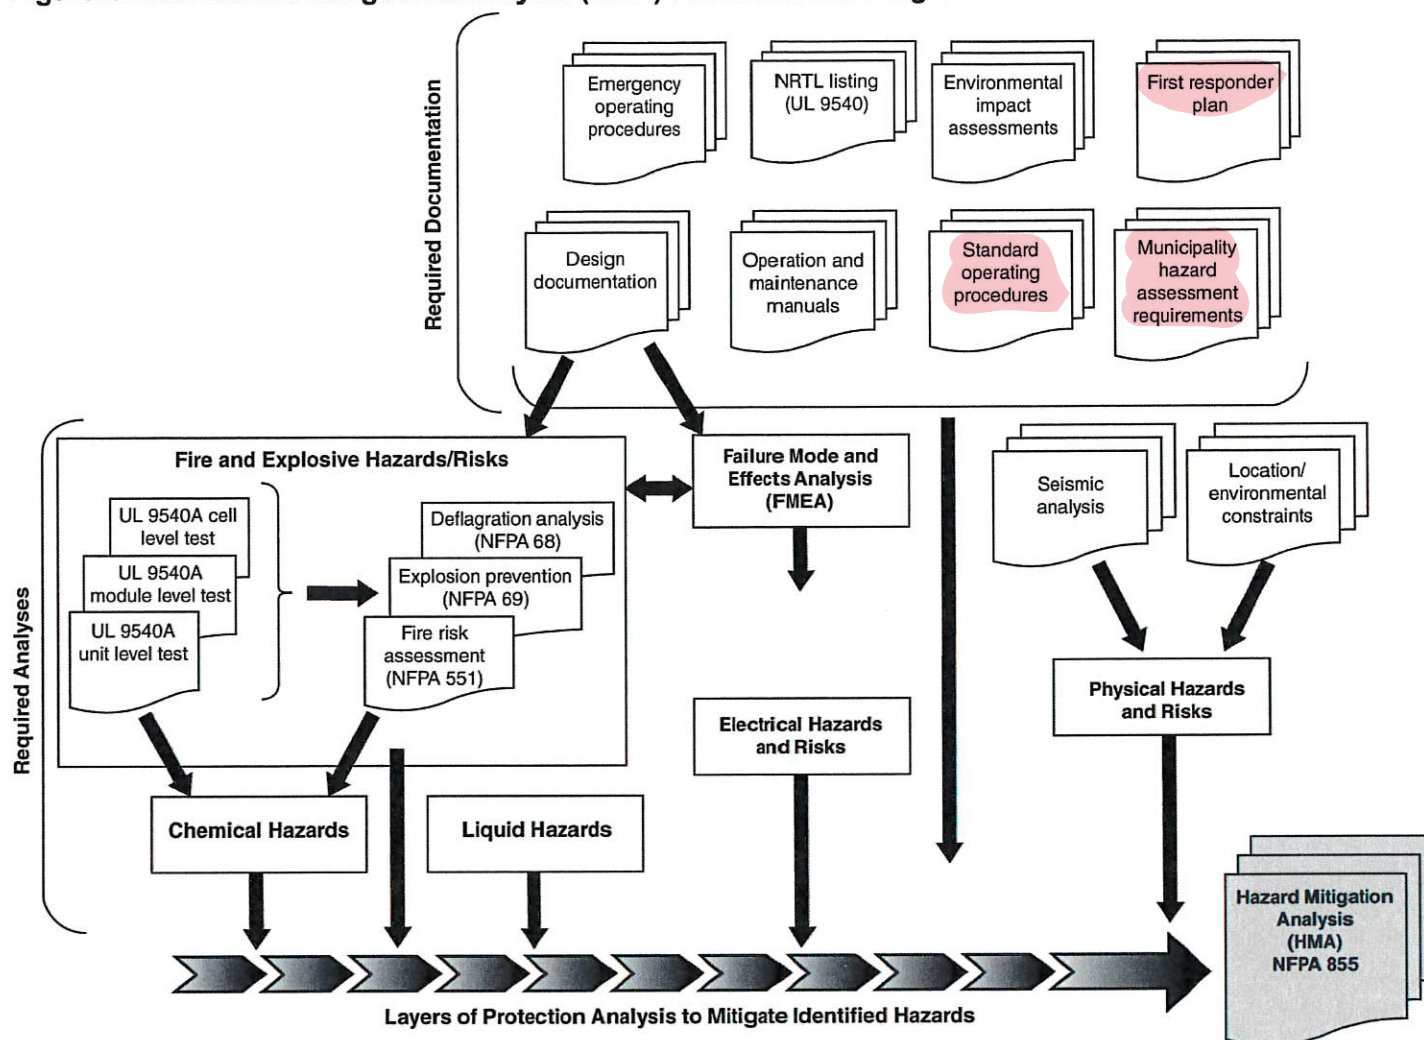 Required Documentation
Emergency
operating
procedures
NRTL listing
(UL 9540)
Environmental
impact
assessments
First responder
plan
Design
documentation
Operation and
maintenance
manuals
Standard
operating
procedures
Municipality
hazard
assessment
requirements
Required Analyses
Fire and Explosive Hazards/Risks
UL 9540A cell
level test
UL 9540A
module level test
UL 9540A
unit level test
Deflagration analysis
(NFPA 68)
Explosion prevention
(NFPA 69)
Fire risk
assessment
(NFPA 551)
Failure Mode and
Effects Analysis
(FMEA)
Seismic
analysis
Location/
environmental
constraints
Electrical Hazards
and Risks
Physical Hazards
and Risks
Chemical Hazards
Liquid Hazards
Hazard Mitigation
Analysis
(HMA)
NFPA 855
Layers of Protection Analysis to Mitigate Identified Hazards